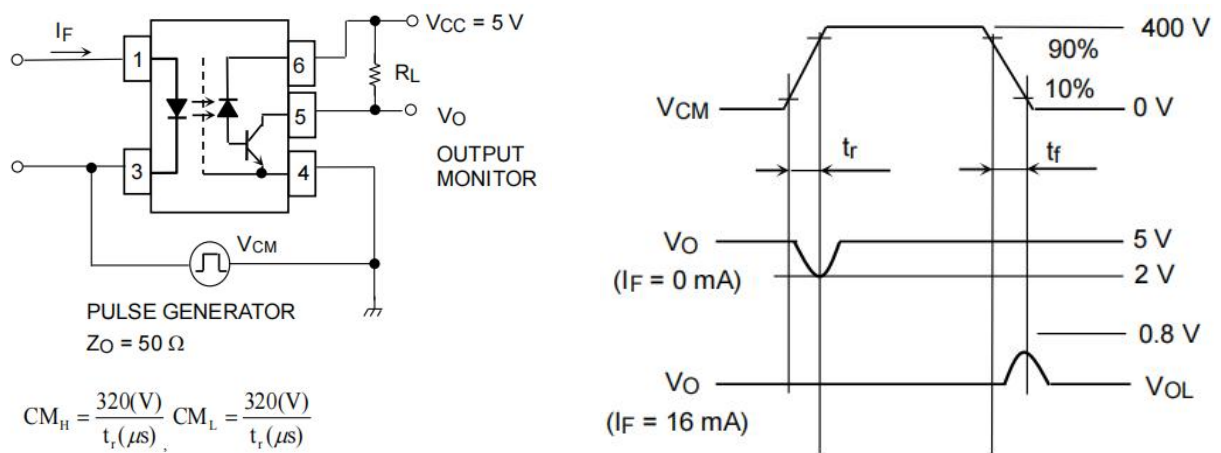 IF
1
3
6
5
4
VCC = 5 V
RL
VO
OUTPUT
MONITOR
VCM
PULSE GENERATOR
ZO = 50 Ω
CMH = 320(V) / tr(μs) , CML = 320(V) / tr(μs)
400 V
90%
10%
VCM
0 V
tr
tf
VO
5 V
(IF = 0 mA)
2 V
0.8 V
VO
VOL
(IF = 16 mA)